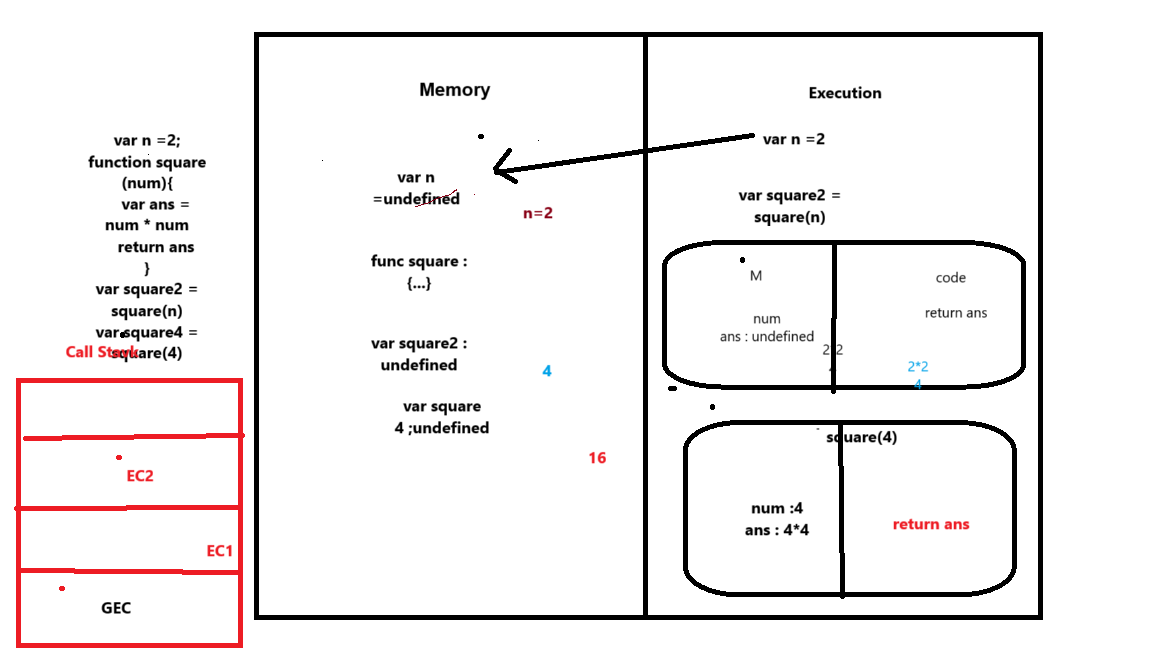 var n =2;
function square
(num){
var ans =
num * num
return ans
}
var square2 =
square(n)
var square4 =
square(4)
Call Stack
EC2
EC1
GEC
Memory
var n
=undefined
n=2
func square :
{...}
var square2 :
undefined
4
var square
4 ;undefined
16
Execution
var n =2
var square2 =
square(n)
M
num
ans : undefined
2*2
4
code
return ans
2*2
4
square(4)
num :4
ans : 4*4
return ans